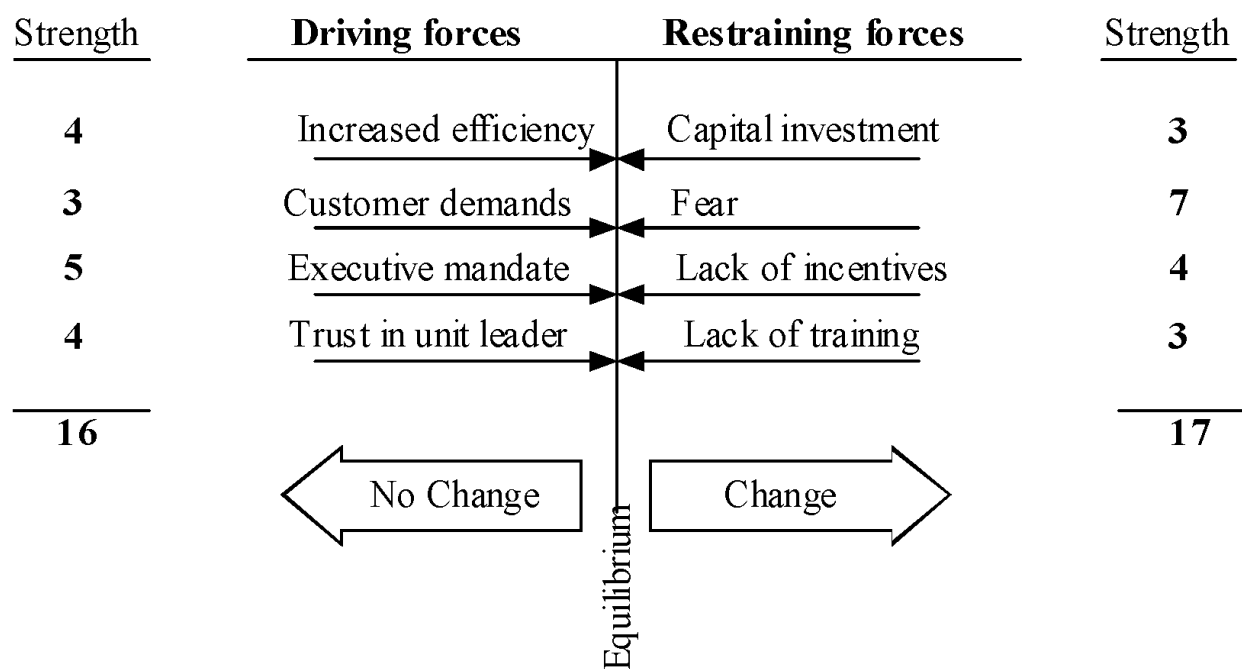 Strength Driving forces Restraining forces Strength
4 Increased efficiency Capital investment 3
3 Customer demands Fear 7
5 Executive mandate Lack of incentives 4
4 Trust in unit leader Lack of training 3
16 17
No Change Change
Equilibrium